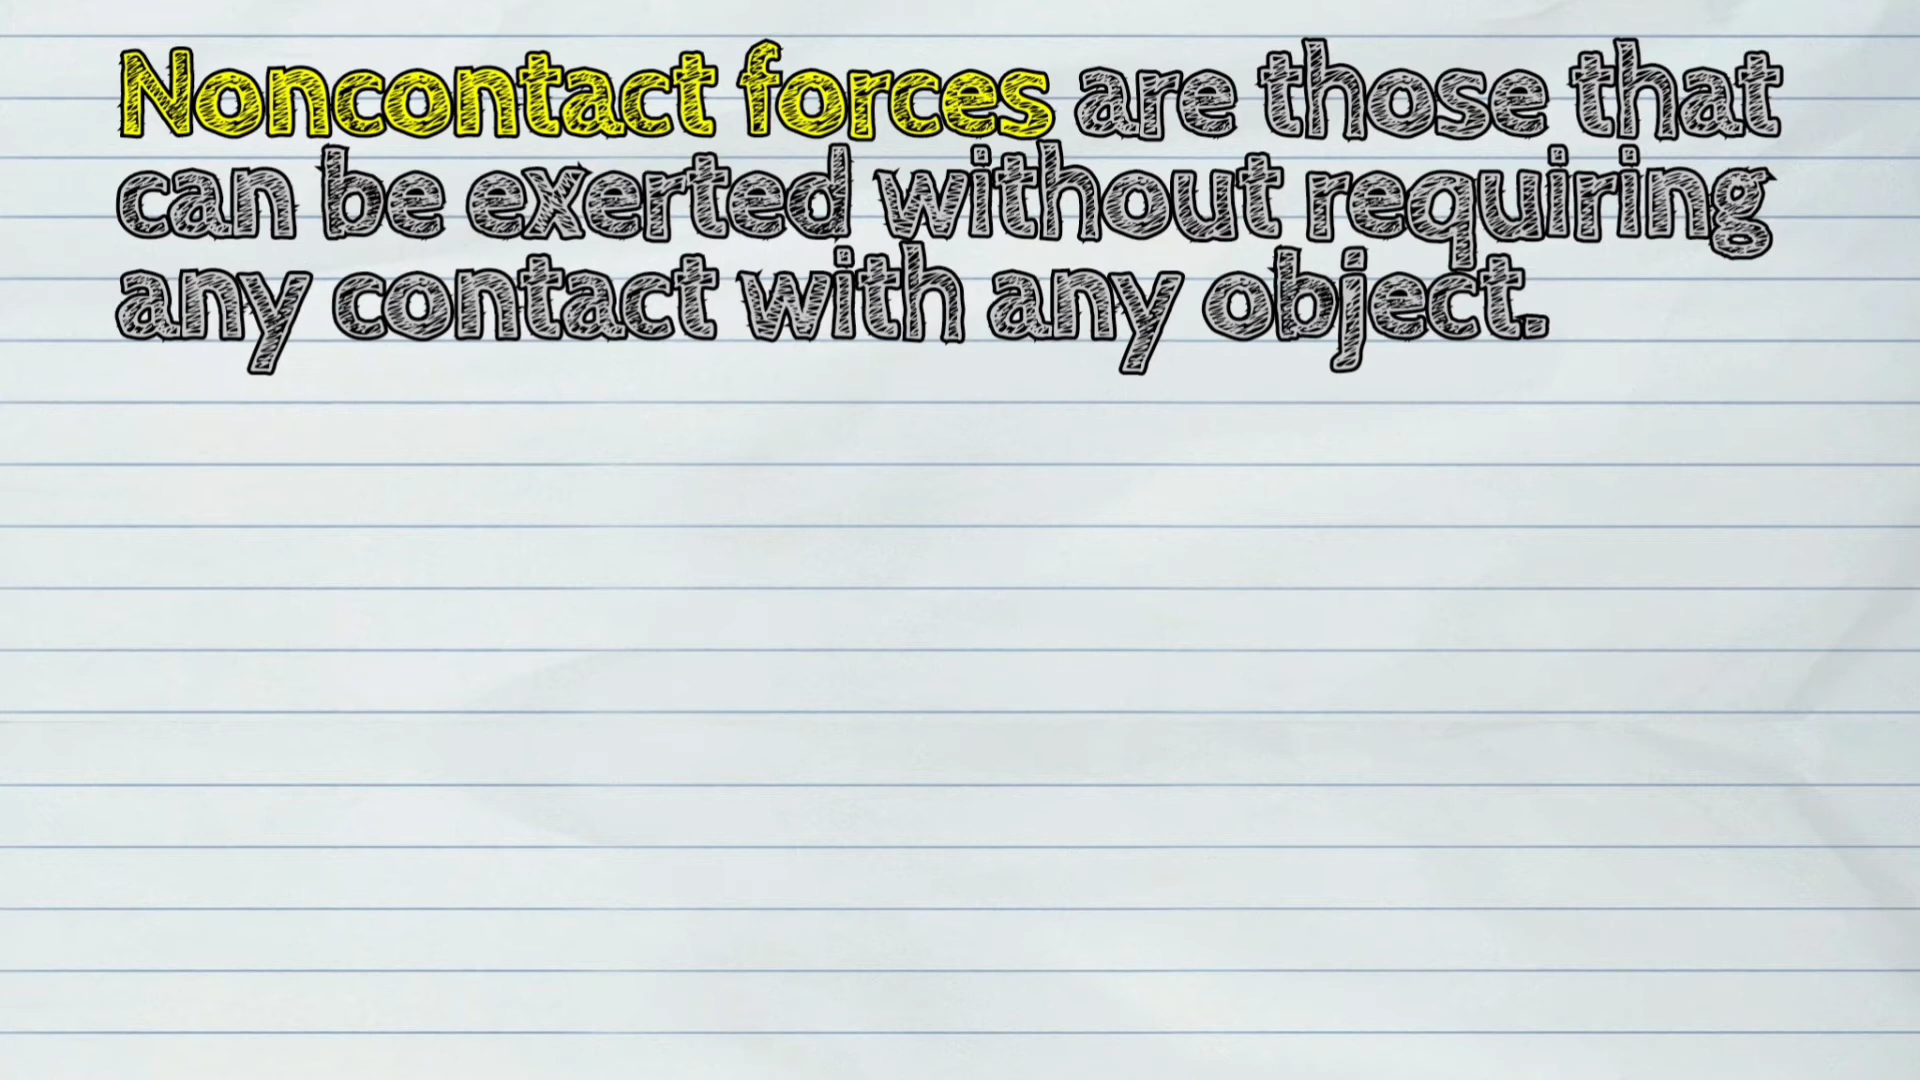 Noncontact forces are those that
can be exerted without requiring
any contact with any object.